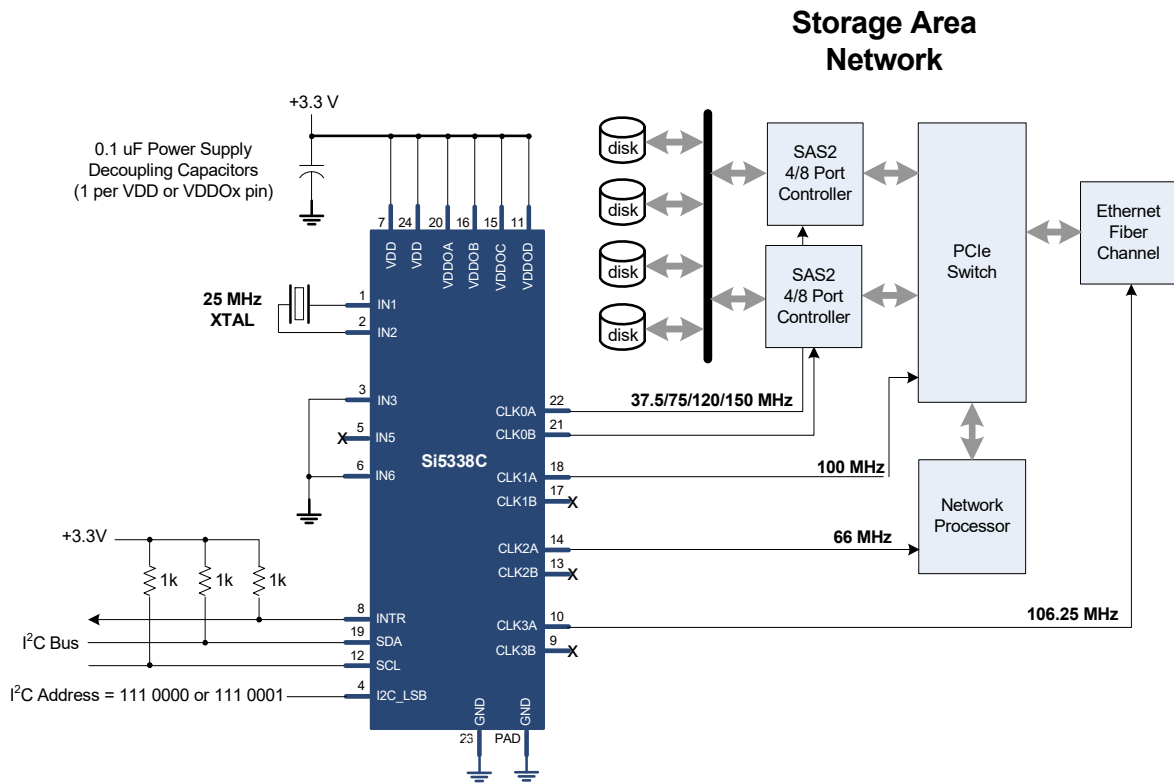 Storage Area
Network
+3.3 V
0.1 uF Power Supply
Decoupling Capacitors
(1 per VDD or VDDOx pin)
7
24
20
16
15
11
VDD
VDD
VDDOA
VDDOB
VDDOC
VDDOD
25 MHz
XTAL
1
IN1
2
IN2
3
IN3
5
X
IN5
6
IN6
Si5338C
CLK0A
22
37.5/75/120/150 MHz
CLK0B
21
CLK1A
18
100 MHz
CLK1B
17
X
CLK2A
14
66 MHz
CLK2B
13
X
CLK3A
10
106.25 MHz
CLK3B
9
X
+3.3V
1k
1k
1k
8
INTR
I²C Bus
19
SDA
12
SCL
I²C Address = 111 0000 or 111 0001
4
I2C_LSB
GND
GND
23
PAD
disk
disk
disk
disk
SAS2
4/8 Port
Controller
SAS2
4/8 Port
Controller
PCIe
Switch
Ethernet
Fiber
Channel
Network
Processor